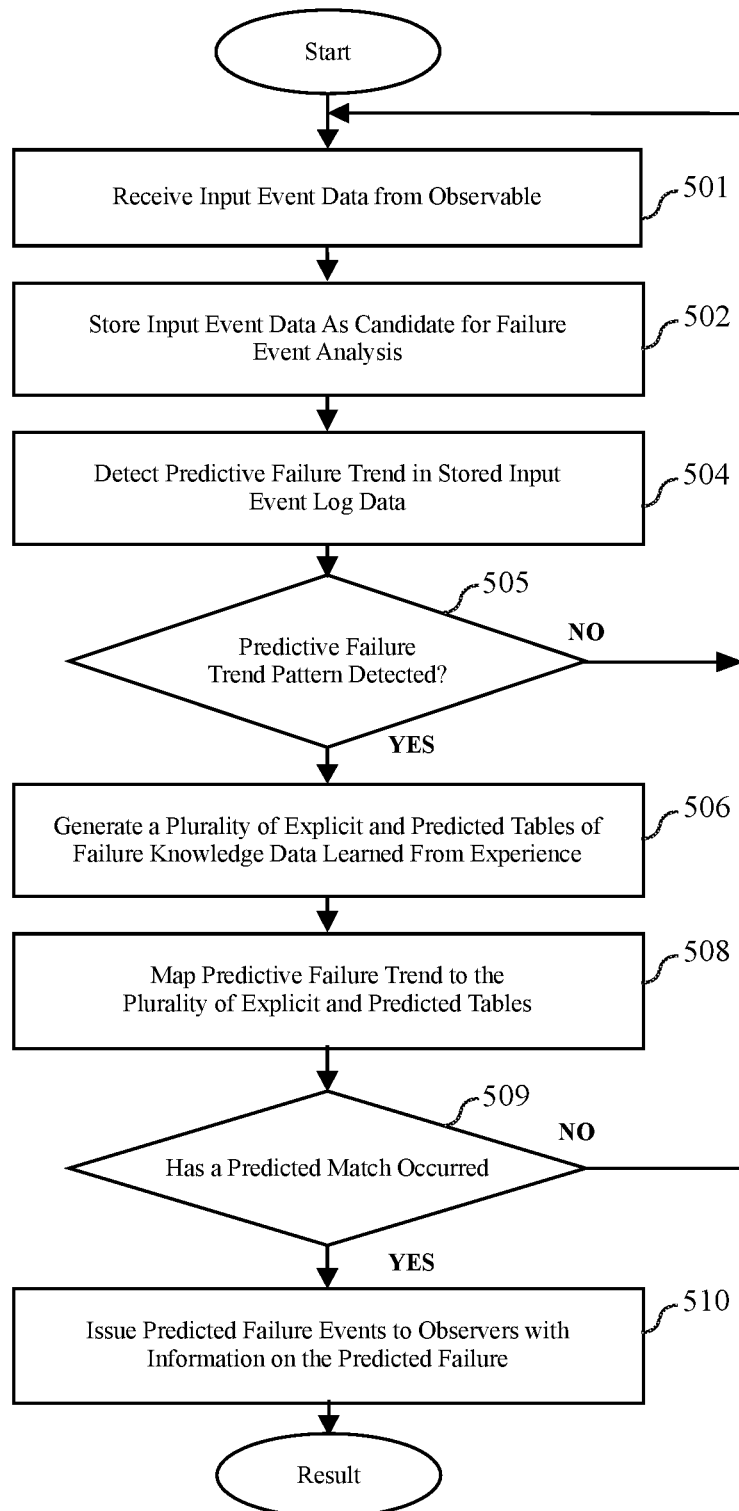 Start
Receive Input Event Data from Observable
501
Store Input Event Data As Candidate for Failure
Event Analysis
502
Detect Predictive Failure Trend in Stored Input
Event Log Data
504
505
Predictive Failure
Trend Pattern Detected?
NO
YES
Generate a Plurality of Explicit and Predicted Tables of
Failure Knowledge Data Learned From Experience
506
Map Predictive Failure Trend to the
Plurality of Explicit and Predicted Tables
508
509
Has a Predicted Match Occurred
NO
YES
Issue Predicted Failure Events to Observers with
Information on the Predicted Failure
510
Result